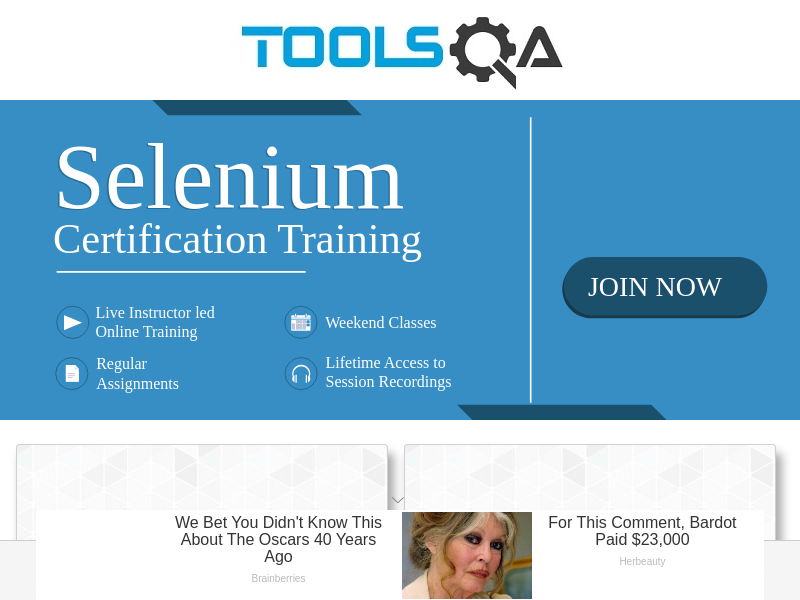 TOOLSQA
Selenium
Certification Training
JOIN NOW
Live Instructor led
Online Training
Weekend Classes
Regular
Assignments
Lifetime Access to
Session Recordings
We Bet You Didn't Know This
About The Oscars 40 Years
Ago
Brainberries
For This Comment, Bardot
Paid $23,000
Herbeauty